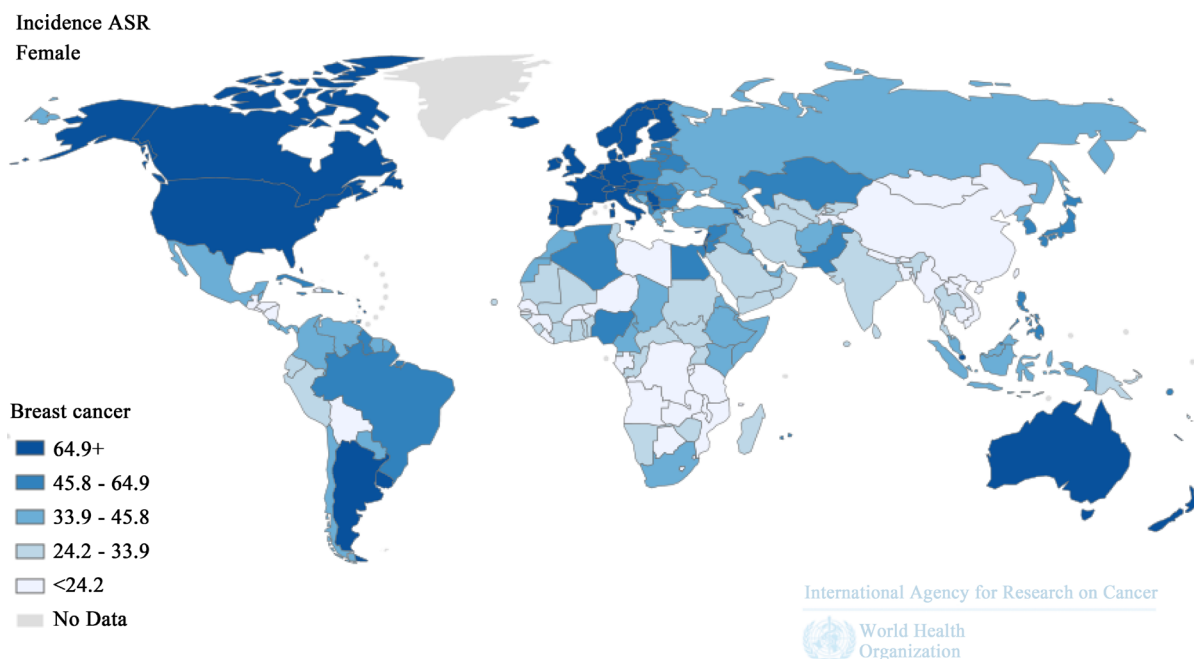 Incidence ASR
Female
Breast cancer
64.9+
45.8 - 64.9
33.9 - 45.8
24.2 - 33.9
<24.2
No Data
International Agency for Research on Cancer
World Health
Organization